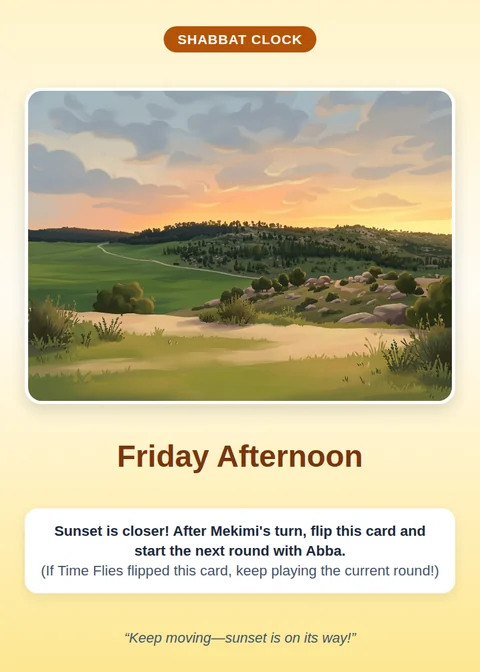 SHABBAT CLOCK
Friday Afternoon
Sunset is closer! After Mekimi's turn, flip this card and
start the next round with Abba.
(If Time Flies flipped this card, keep playing the current round!)
“Keep moving—sunset is on its way!”